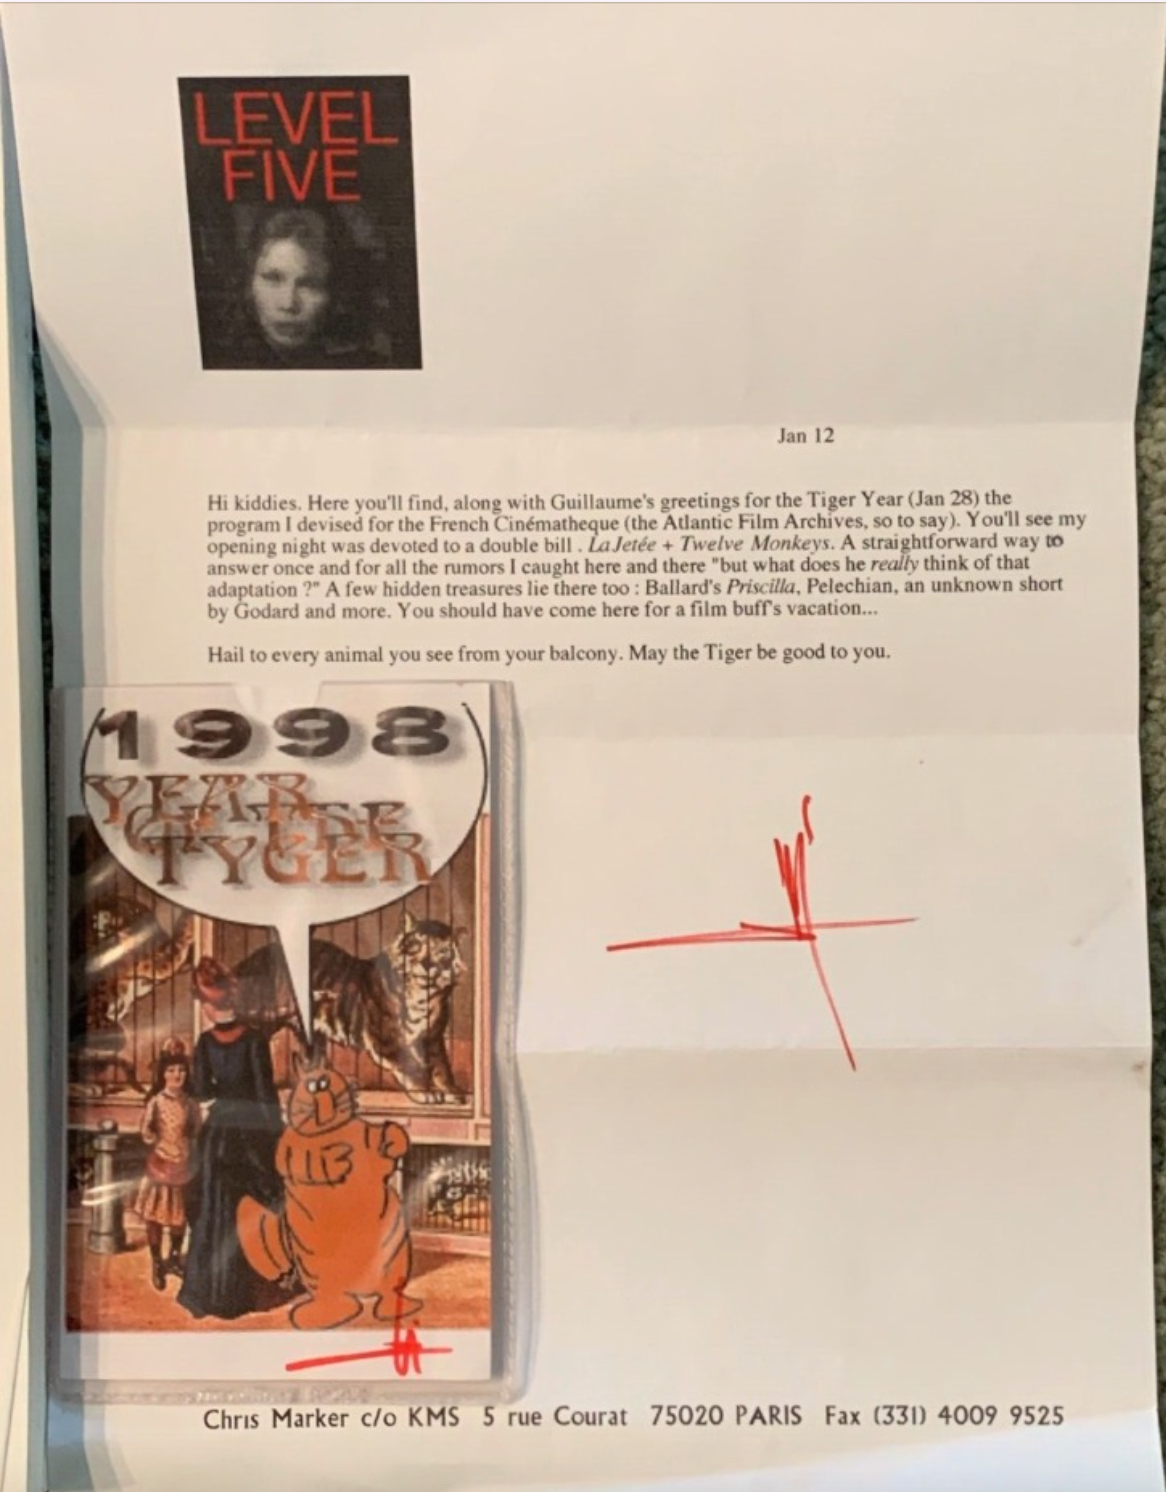 LEVEL
FIVE
Jan 12
Hi kiddies. Here you'll find, along with Guillaume's greetings for the Tiger Year (Jan 28) the
program I devised for the French Cinématheque (the Atlantic Film Archives, so to say). You'll see my
opening night was devoted to a double bill . La Jetée + Twelve Monkeys. A straightforward way to
answer once and for all the rumors I caught here and there "but what does he really think of that
adaptation ?" A few hidden treasures lie there too : Ballard's Priscilla, Pelechian, an unknown short
by Godard and more. You should have come here for a film buff's vacation...
Hail to every animal you see from your balcony. May the Tiger be good to you.
1998
YEAR
OF THE
TYGER
Chris Marker c/o KMS 5 rue Courat 75020 PARIS Fax (331) 4009 9525